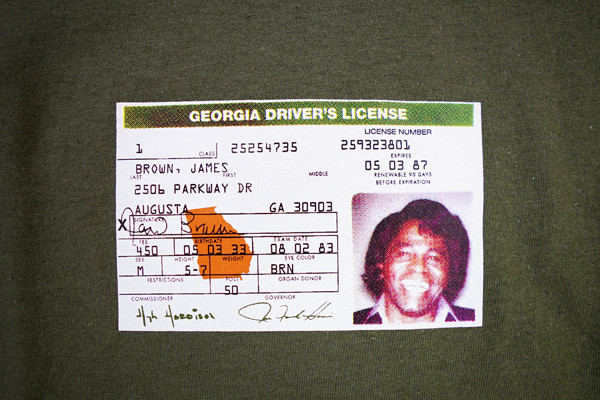 GEORGIA DRIVER'S LICENSE
LICENSE NUMBER
1 CLASS 25254735 259323801
EXPIRES
BROWN, JAMES 05 03 87
LAST FIRST MIDDLE RENEWABLE 90 DAYS
2506 PARKWAY DR BEFORE EXPIRATION
AUGUSTA GA 30903
SIGNATURE
X
FEE BIRTHDATE EXAM DATE
450 05 03 33 08 02 83
SEX HEIGHT WEIGHT EYE COLOR
M 5-7 BRN
RESTRICTIONS POSTS ORGAN DONOR
50
COMMISSIONER GOVERNOR
Hardison